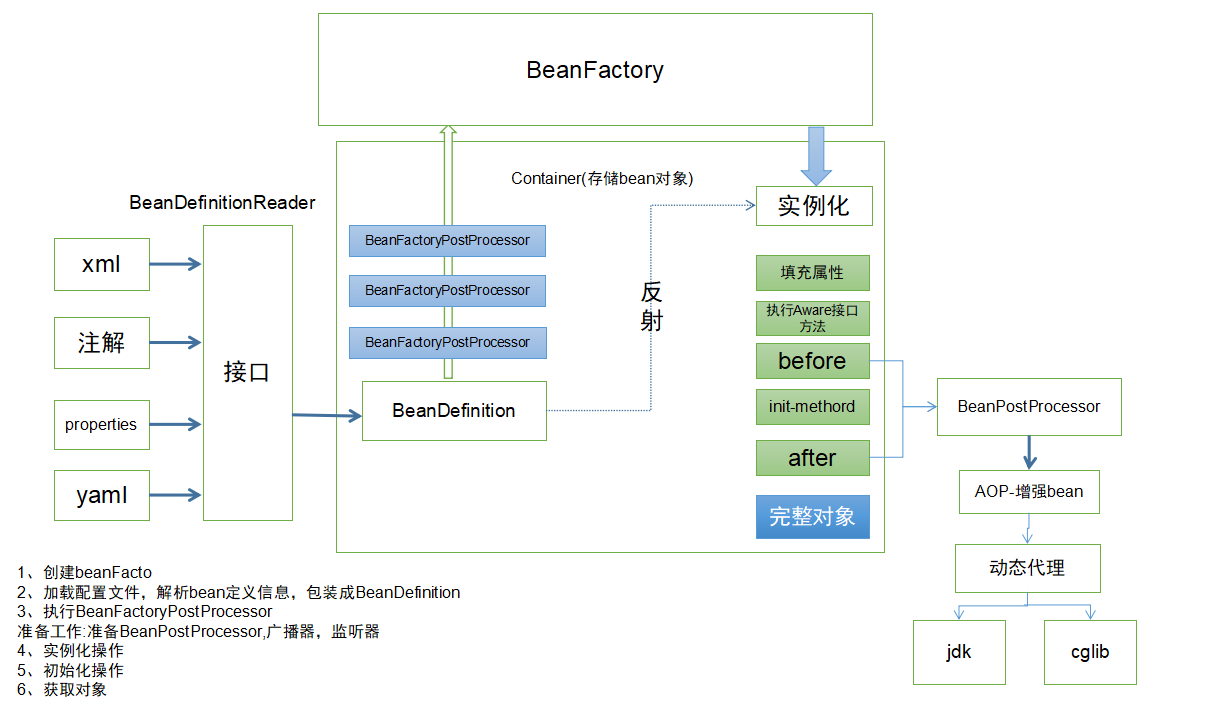 BeanFactory
Container(存储bean对象)
BeanDefinitionReader
实例化
xml
BeanFactoryPostProcessor
填充属性
BeanFactoryPostProcessor
反
射
执行Aware接口
方法
注解
BeanFactoryPostProcessor
before
接口
BeanDefinition
init-methord
BeanPostProcessor
properties
after
yaml
AOP-增强bean
完整对象
动态代理
1、创建beanFacto
2、加载配置文件，解析bean定义信息，包装成BeanDefinition
3、执行BeanFactoryPostProcessor
准备工作:准备BeanPostProcessor,广播器，监听器
4、实例化操作
5、初始化操作
6、获取对象
jdk
cglib